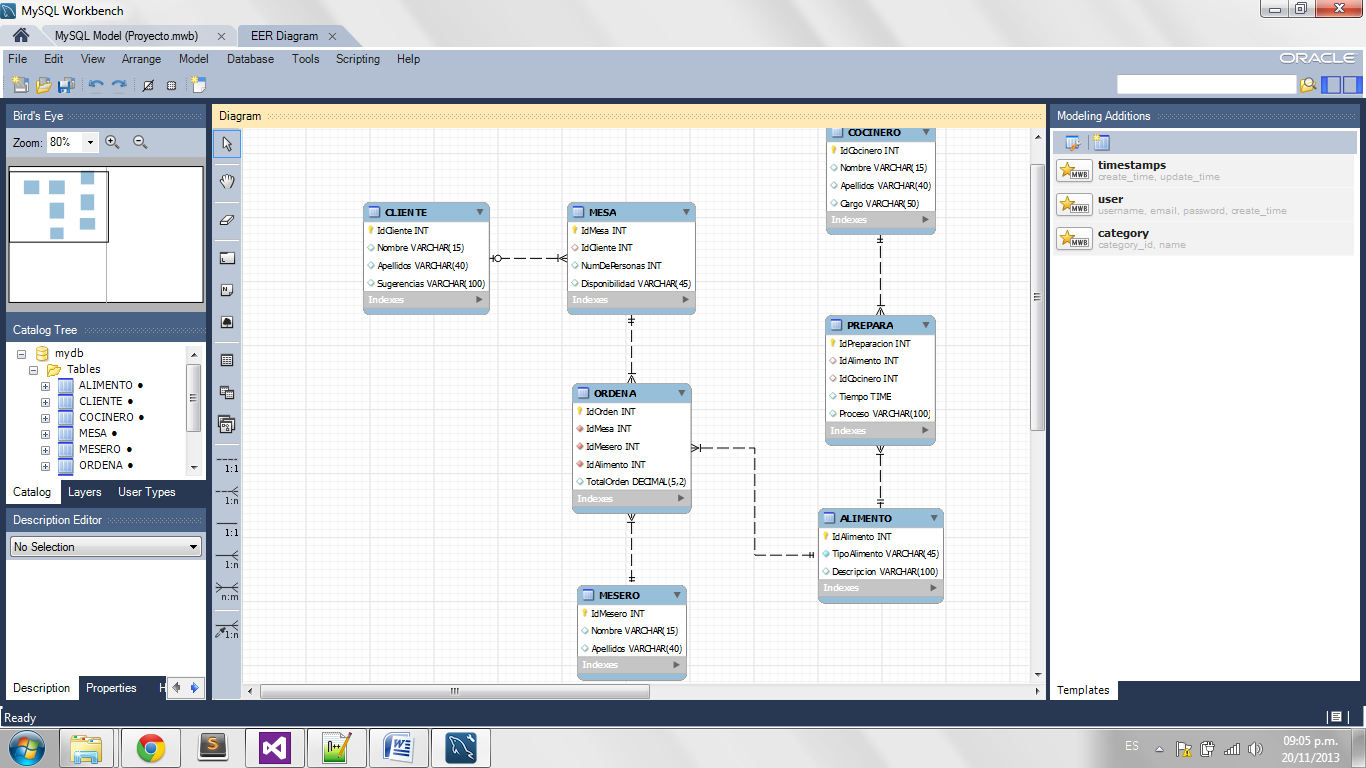 MySQL Workbench
MySQL Model (Proyecto.mwb)
EER Diagram
File Edit View Arrange Model Database Tools Scripting Help
ORACLE
Bird's Eye
Zoom: 80%
Catalog Tree
mydb
Tables
ALIMENTO
CLIENTE
COCINERO
MESA
MESERO
ORDENA
Catalog Layers User Types
Description Editor
No Selection
Description Properties H
Diagram
1:1
1:n
1:1
1:n
n:m
1:n
CLIENTE
IdCliente INT
Nombre VARCHAR(15)
Apellidos VARCHAR(40)
Sugerencias VARCHAR(100)
Indexes
MESA
IdMesa INT
IdCliente INT
NumDePersonas INT
Disponibilidad VARCHAR(45)
Indexes
ORDENA
IdOrden INT
IdMesa INT
IdMesero INT
IdAlimento INT
TotalOrden DECIMAL(5,2)
Indexes
MESERO
IdMesero INT
Nombre VARCHAR(15)
Apellidos VARCHAR(40)
Indexes
COCINERO
IdCocinero INT
Nombre VARCHAR(15)
Apellidos VARCHAR(40)
Cargo VARCHAR(50)
Indexes
PREPARA
IdPreparacion INT
IdAlimento INT
IdCocinero INT
Tiempo TIME
Proceso VARCHAR(100)
Indexes
ALIMENTO
IdAlimento INT
TipoAlimento VARCHAR(45)
Descripcion VARCHAR(100)
Indexes
Modeling Additions
MWB
timestamps
create_time, update_time
MWB
user
username, email, password, create_time
MWB
category
category_id, name
Templates
Ready
ES
09:05 p.m.
20/11/2013